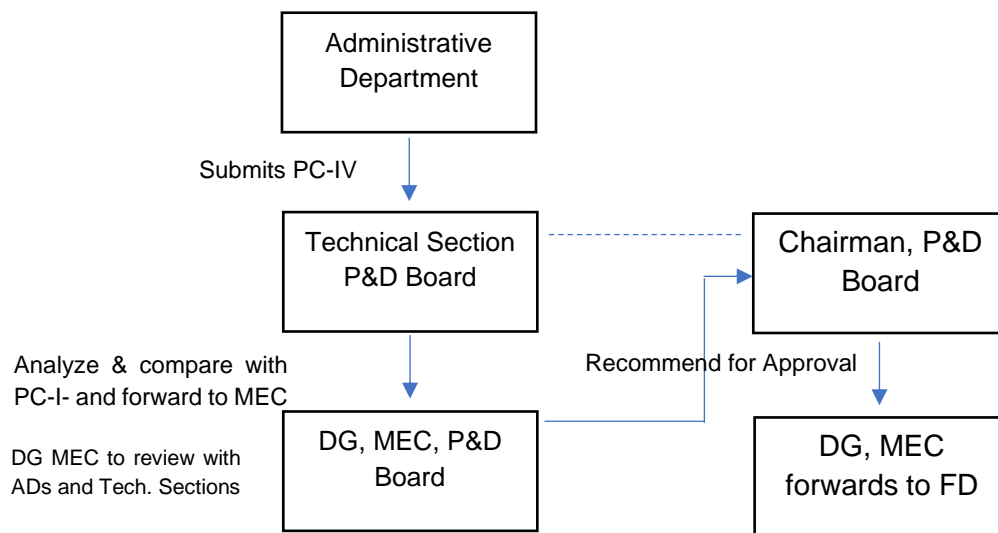 Administrative
Department
Submits PC-IV
Technical Section
P&D Board
Chairman, P&D
Board
Analyze & compare with
PC-I- and forward to MEC
Recommend for Approval
DG MEC to review with
ADs and Tech. Sections
DG, MEC, P&D
Board
DG, MEC
forwards to FD